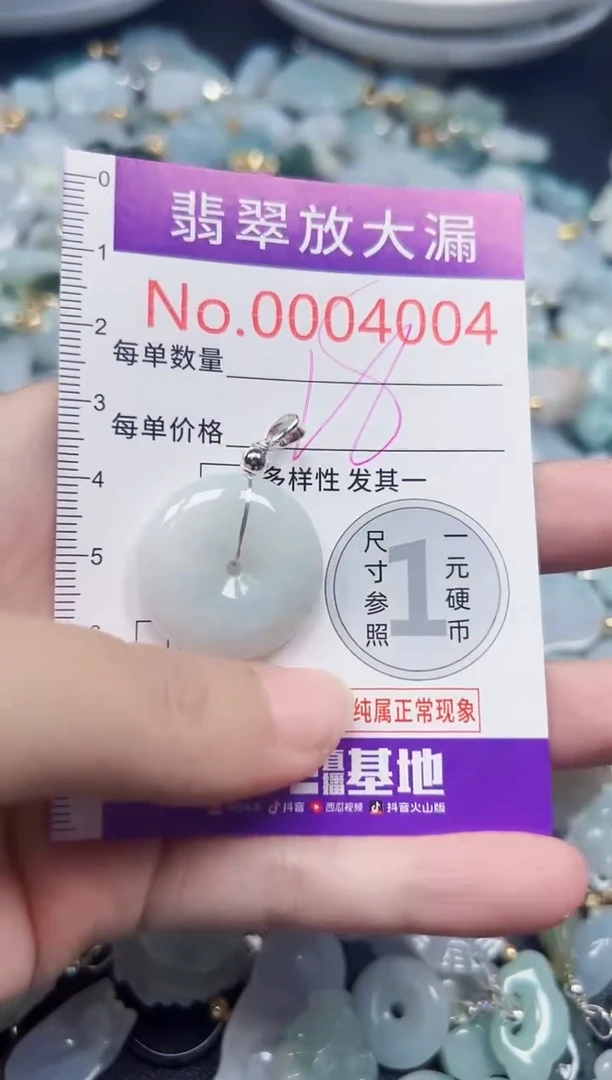 0
翡翠放大漏
1
No.0004004
2
每单数量
18
3
每单价格
4
多样性 发其一
5
尺寸参照
1
一元硬币
纯属正常现象
直播基地
抖音 西瓜视频 抖音火山版